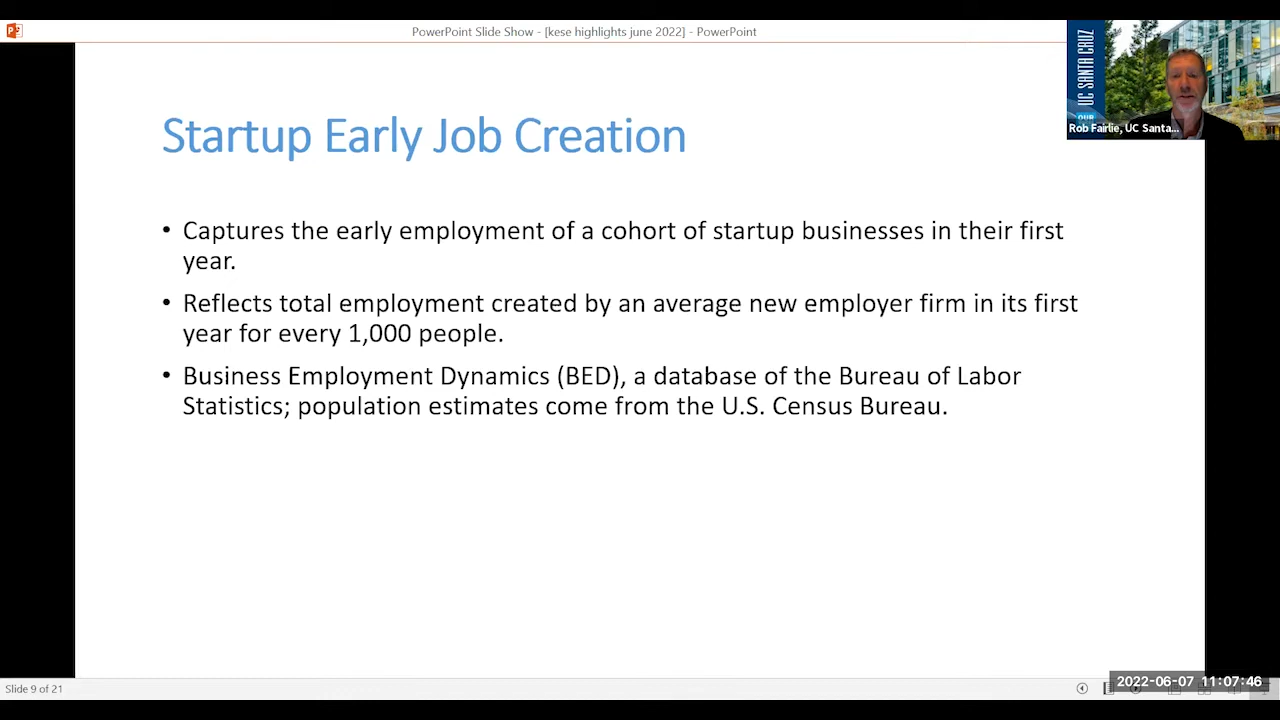 PowerPoint Slide Show - [kese highlights june 2022] - PowerPoint
UC SANTA CRUZ
OUR
Rob Fairlie, UC Santa...
Startup Early Job Creation
• Captures the early employment of a cohort of startup businesses in their first
year.
• Reflects total employment created by an average new employer firm in its first
year for every 1,000 people.
• Business Employment Dynamics (BED), a database of the Bureau of Labor
Statistics; population estimates come from the U.S. Census Bureau.
Slide 9 of 21
2022-06-07 11:07:46